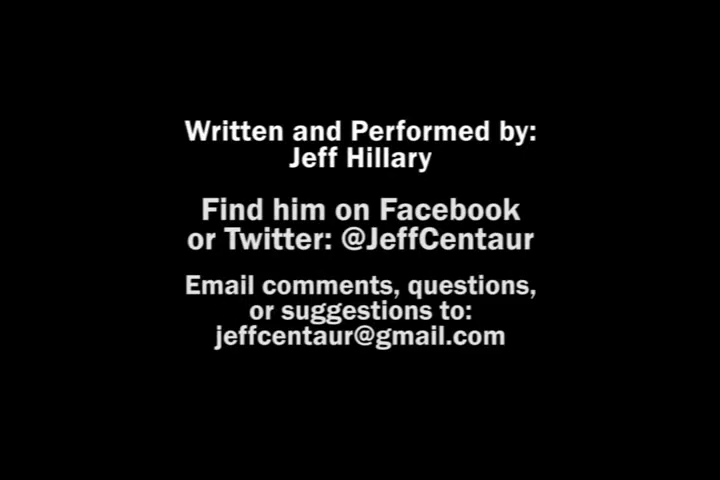 Written and Performed by:
Jeff Hillary
Find him on Facebook
or Twitter: @JeffCentaur
Email comments, questions,
or suggestions to:
jeffcentaur@gmail.com